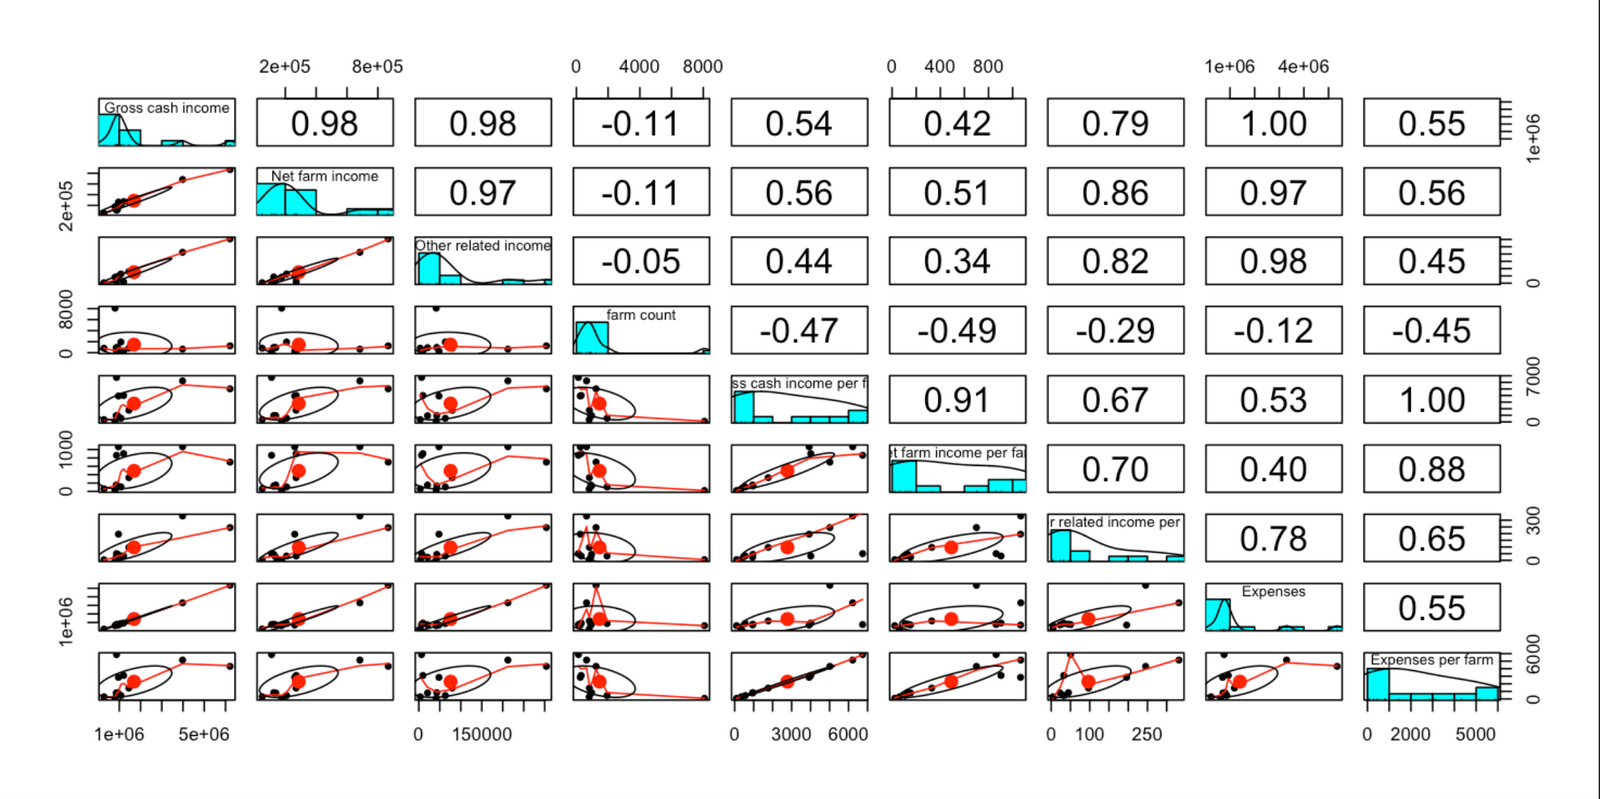 2e+05 8e+05 0 4000 8000 0 400 800 1e+06 4e+06
Gross cash income 0.98 0.98 -0.11 0.54 0.42 0.79 1.00 0.55 1e+06
2e+05 Net farm income 0.97 -0.11 0.56 0.51 0.86 0.97 0.56
Other related income -0.05 0.44 0.34 0.82 0.98 0.45 0
0 8000 farm count -0.47 -0.49 -0.29 -0.12 -0.45
ss cash income per f 0.91 0.67 0.53 1.00 0 7000
0 1000 et farm income per fa 0.70 0.40 0.88
r related income per 0.78 0.65 0 300
1e+06 Expenses 0.55
Expenses per farm 0 6000
1e+06 5e+06 0 150000 0 3000 6000 0 100 250 0 2000 5000